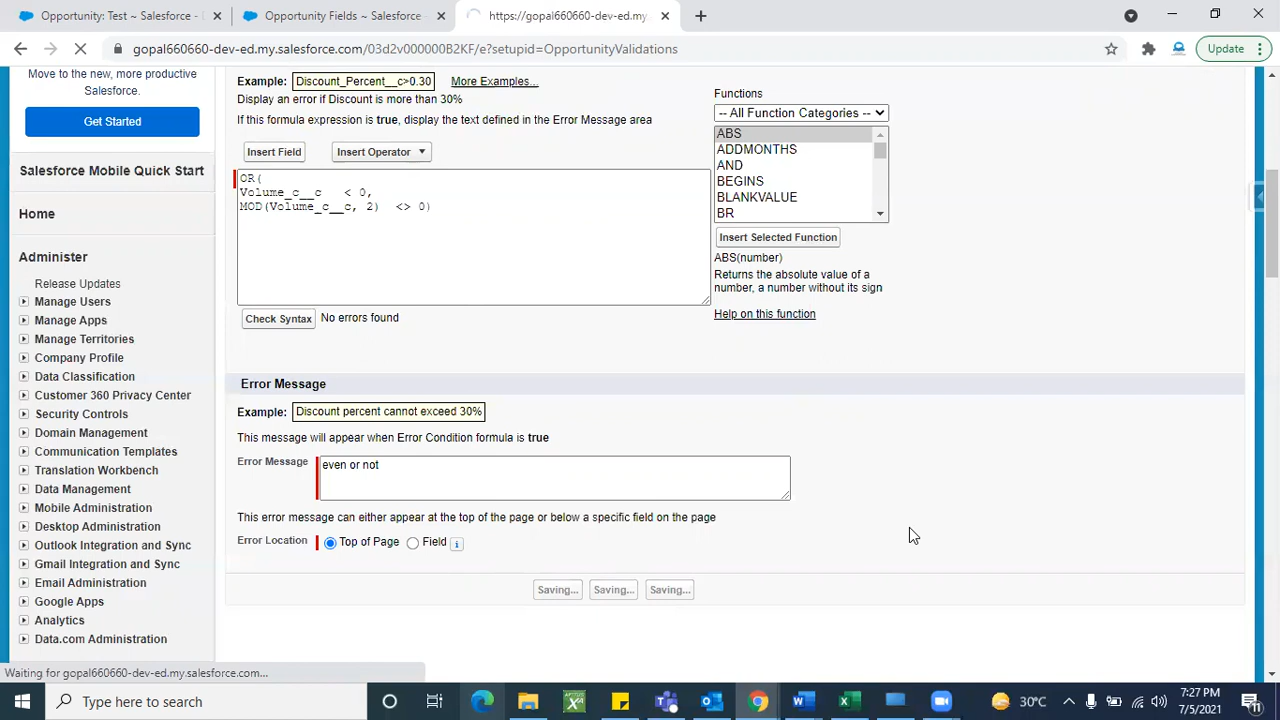 Opportunity: Test ~ Salesforce - D
Opportunity Fields ~ Salesforce -
https://gopal660660-dev-ed.my.s
gopal660660-dev-ed.my.salesforce.com/03d2v000000B2KF/e?setupid=OpportunityValidations
Update
Move to the new, more productive
Salesforce.
Get Started
Salesforce Mobile Quick Start
Home
Administer
Release Updates
Manage Users
Manage Apps
Manage Territories
Company Profile
Data Classification
Customer 360 Privacy Center
Security Controls
Domain Management
Communication Templates
Translation Workbench
Data Management
Mobile Administration
Desktop Administration
Outlook Integration and Sync
Gmail Integration and Sync
Email Administration
Google Apps
Analytics
Data.com Administration
Example: Discount_Percent__c>0.30 More Examples...
Display an error if Discount is more than 30%
If this formula expression is true, display the text defined in the Error Message area
Insert Field Insert Operator
OR(
Volume_c__c < 0,
MOD(Volume_c__c, 2) <> 0)
Check Syntax No errors found
Functions
-- All Function Categories --
ABS
ADDMONTHS
AND
BEGINS
BLANKVALUE
BR
Insert Selected Function
ABS(number)
Returns the absolute value of a
number, a number without its sign
Help on this function
Error Message
Example: Discount percent cannot exceed 30%
This message will appear when Error Condition formula is true
Error Message even or not
This error message can either appear at the top of the page or below a specific field on the page
Error Location Top of Page Field i
Saving... Saving... Saving...
Waiting for gopal660660-dev-ed.my.salesforce.com...
Type here to search
30°C
7:27 PM
7/5/2021
11